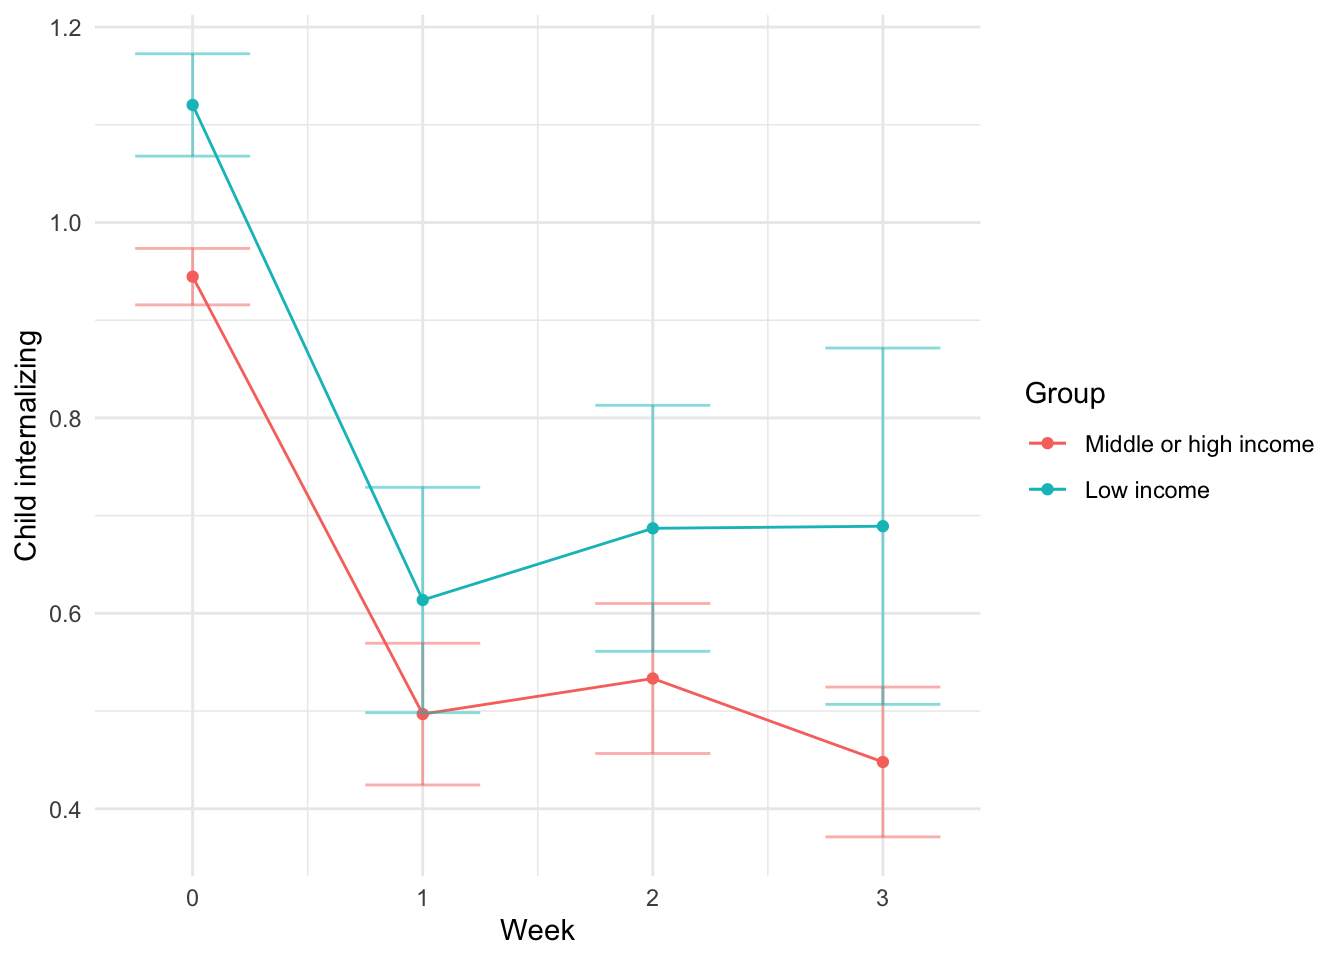 1.2
1.0
0.8
0.6
0.4
Child internalizing
0 1 2 3
Week
Group
Middle or high income
Low income